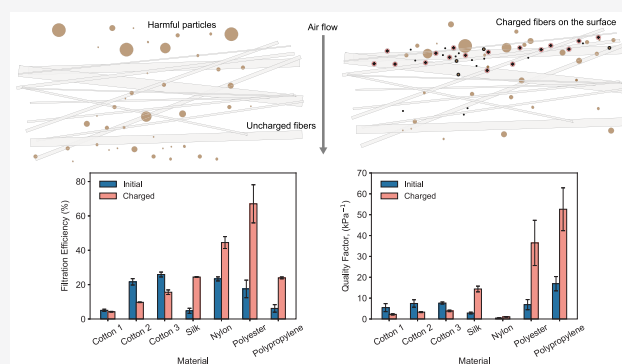 Harmful particles
Air flow
Charged fibers on the surface
Uncharged fibers
80
60
40
20
0
Filtration Efficiency (%)
Initial
Charged
Cotton 1
Cotton 2
Cotton 3
Silk
Nylon
Polyester
Polypropylene
Material
70
60
50
40
30
20
10
0
Quality Factor, (kPa⁻¹)
Initial
Charged
Cotton 1
Cotton 2
Cotton 3
Silk
Nylon
Polyester
Polypropylene
Material